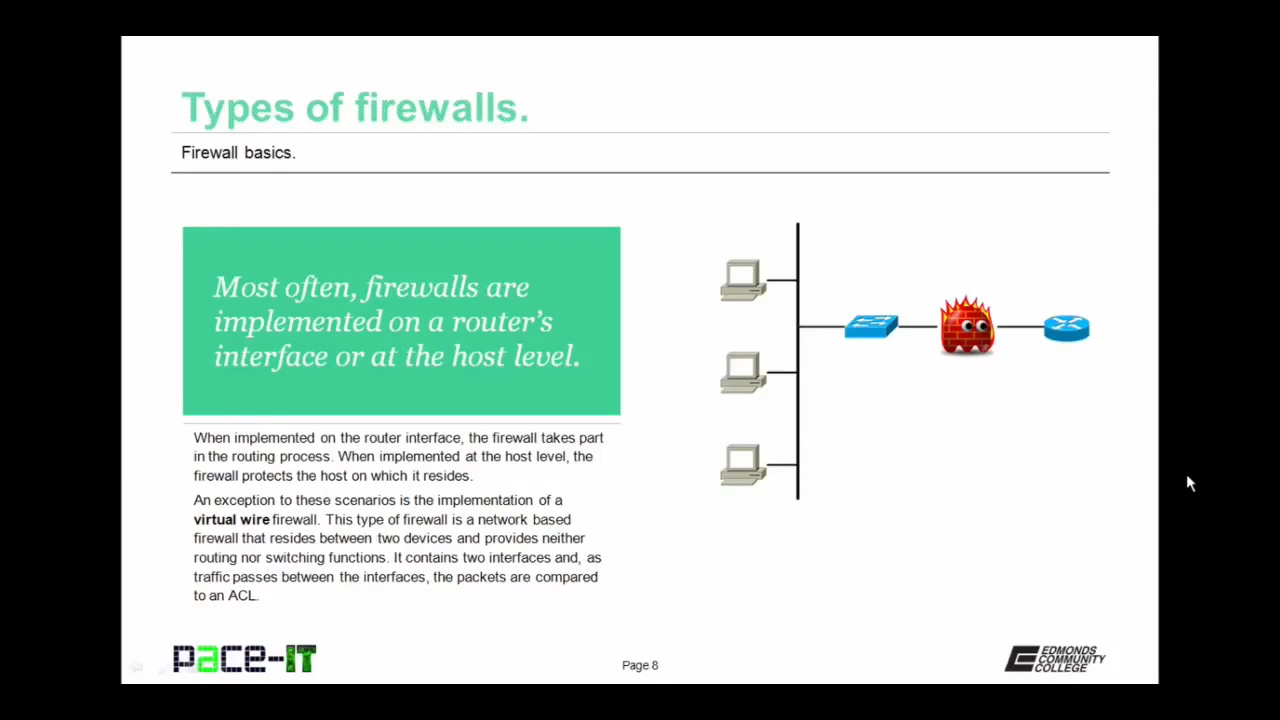 Types of firewalls.
Firewall basics.
Most often, firewalls are
implemented on a router's
interface or at the host level.
When implemented on the router interface, the firewall takes part
in the routing process. When implemented at the host level, the
firewall protects the host on which it resides.
An exception to these scenarios is the implementation of a
virtual wire firewall. This type of firewall is a network based
firewall that resides between two devices and provides neither
routing nor switching functions. It contains two interfaces and, as
traffic passes between the interfaces, the packets are compared
to an ACL.
pace-IT
Page 8
EDMONDS
COMMUNITY
COLLEGE